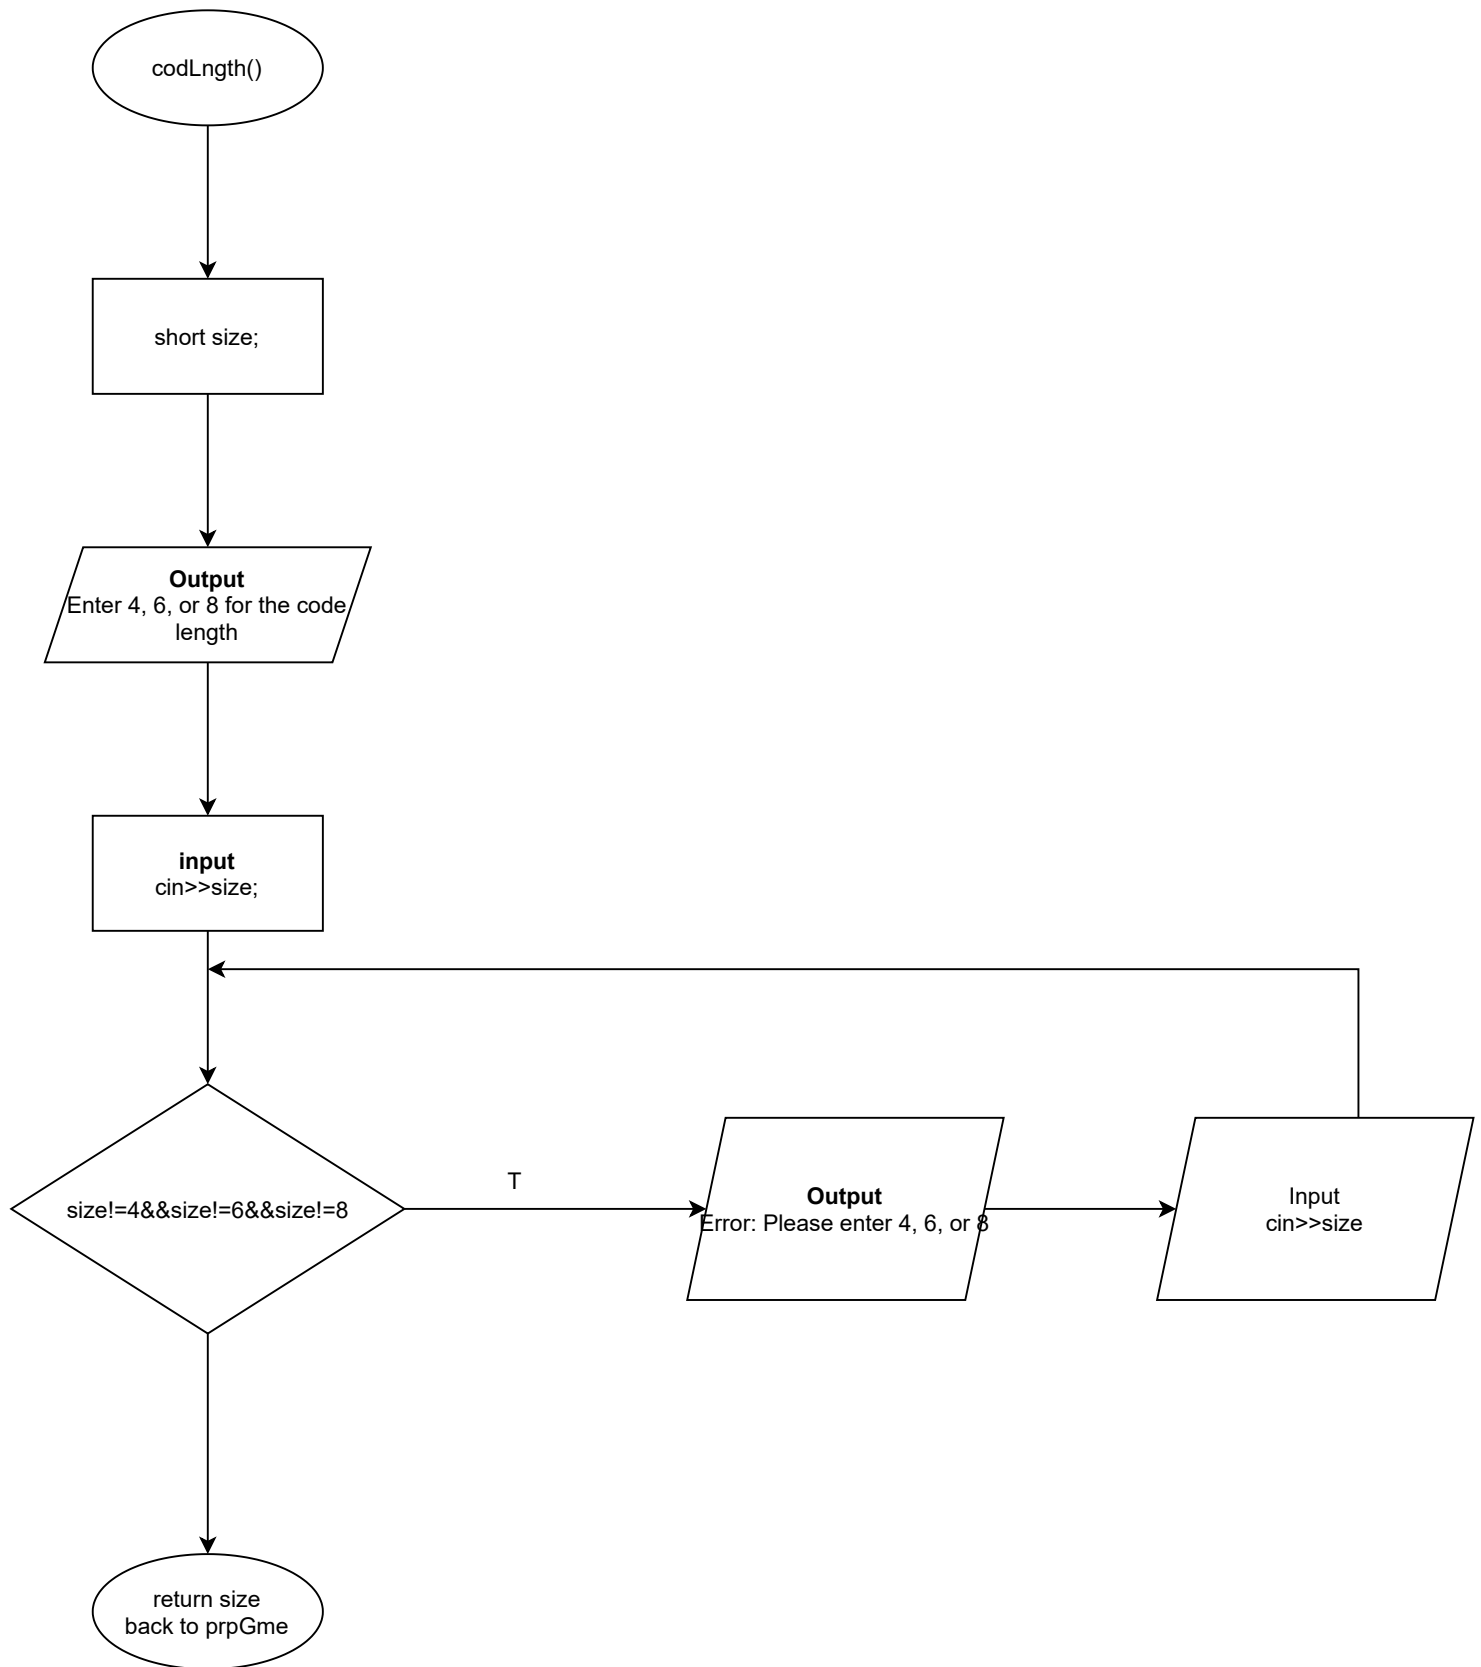 codLngth()
short size;
Output
Enter 4, 6, or 8 for the code
length
input
cin>>size;
size!=4&&size!=6&&size!=8
T
Output
Error: Please enter 4, 6, or 8
Input
cin>>size
return size
back to prpGme